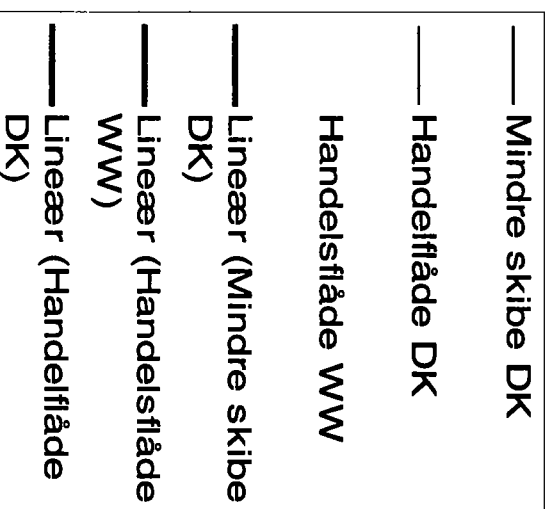 Mindre skibe DK
Handelflåde DK
Handelsflåde WW
Lineær (Mindre skibe
DK)
Lineær (Handelsflåde
WW)
Lineær (Handelflåde
DK)